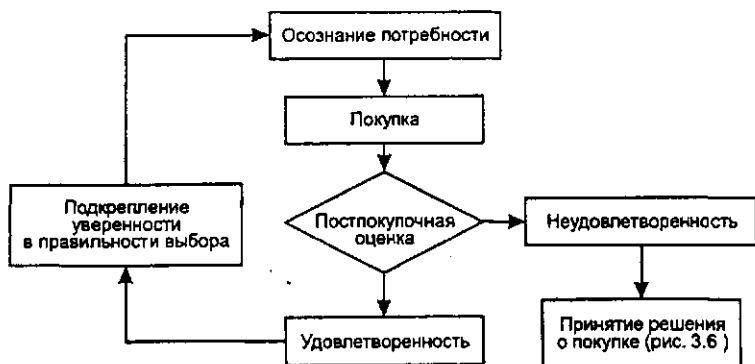 Осознание потребности
Покупка
Подкрепление
уверенности
в правильности выбора
Постпокупочная
оценка
Неудовлетворенность
Удовлетворенность
Принятие решения
о покупке (рис. 3.6 )